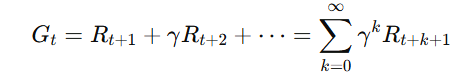 G_t = R_{t+1} + γR_{t+2} + ⋯ = ∑_{k=0}^{∞} γ^k R_{t+k+1}